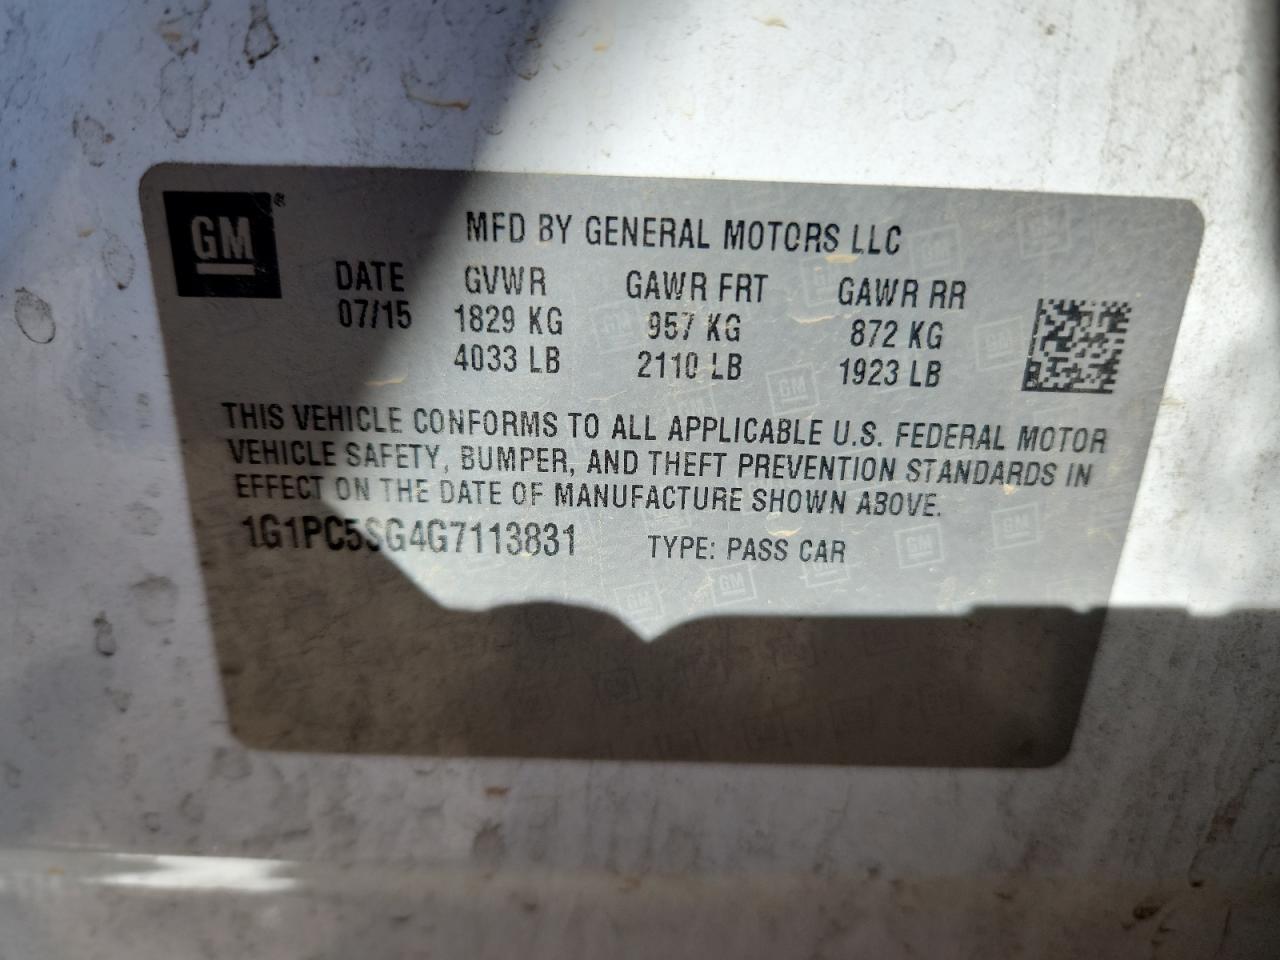 GM®
MFD BY GENERAL MOTORS LLC
DATE GVWR GAWR FRT GAWR RR
07/15 1829 KG 957 KG 872 KG
4033 LB 2110 LB 1923 LB
THIS VEHICLE CONFORMS TO ALL APPLICABLE U.S. FEDERAL MOTOR
VEHICLE SAFETY, BUMPER, AND THEFT PREVENTION STANDARDS IN
EFFECT ON THE DATE OF MANUFACTURE SHOWN ABOVE.
1G1PC5SG4G7113831 TYPE: PASS CAR